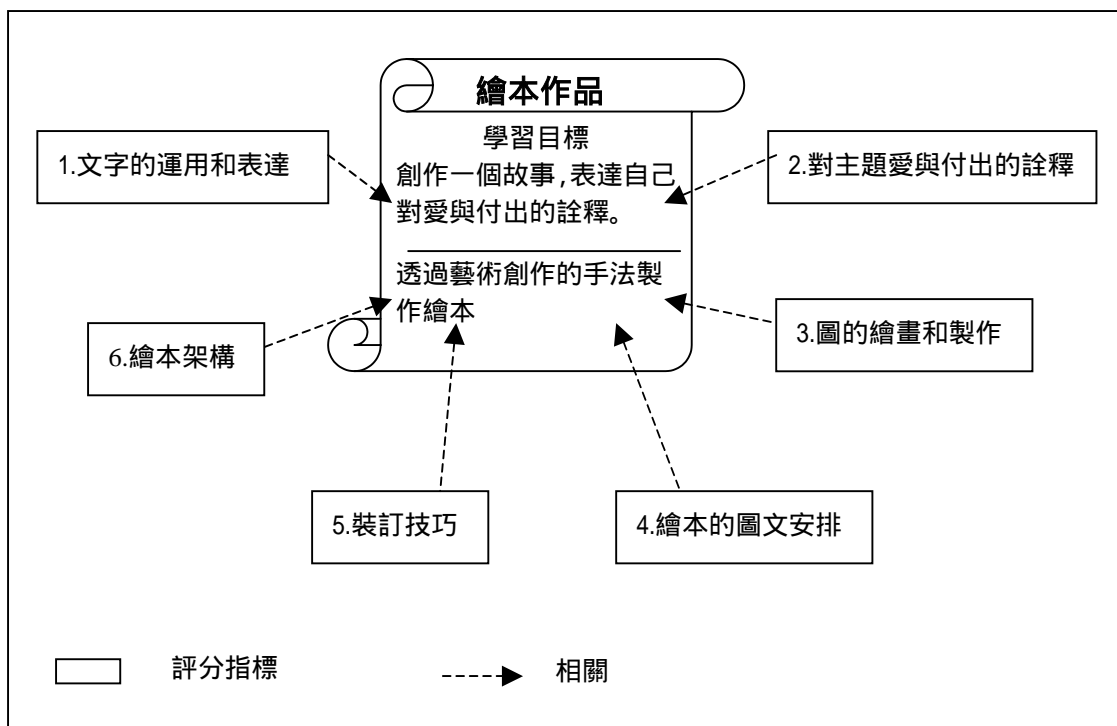 繪本作品
學習目標
創作一個故事,表達自己
對愛與付出的詮釋。
透過藝術創作的手法製
作繪本
1.文字的運用和表達
2.對主題愛與付出的詮釋
3.圖的繪畫和製作
4.繪本的圖文安排
5.裝訂技巧
6.繪本架構
評分指標
相關